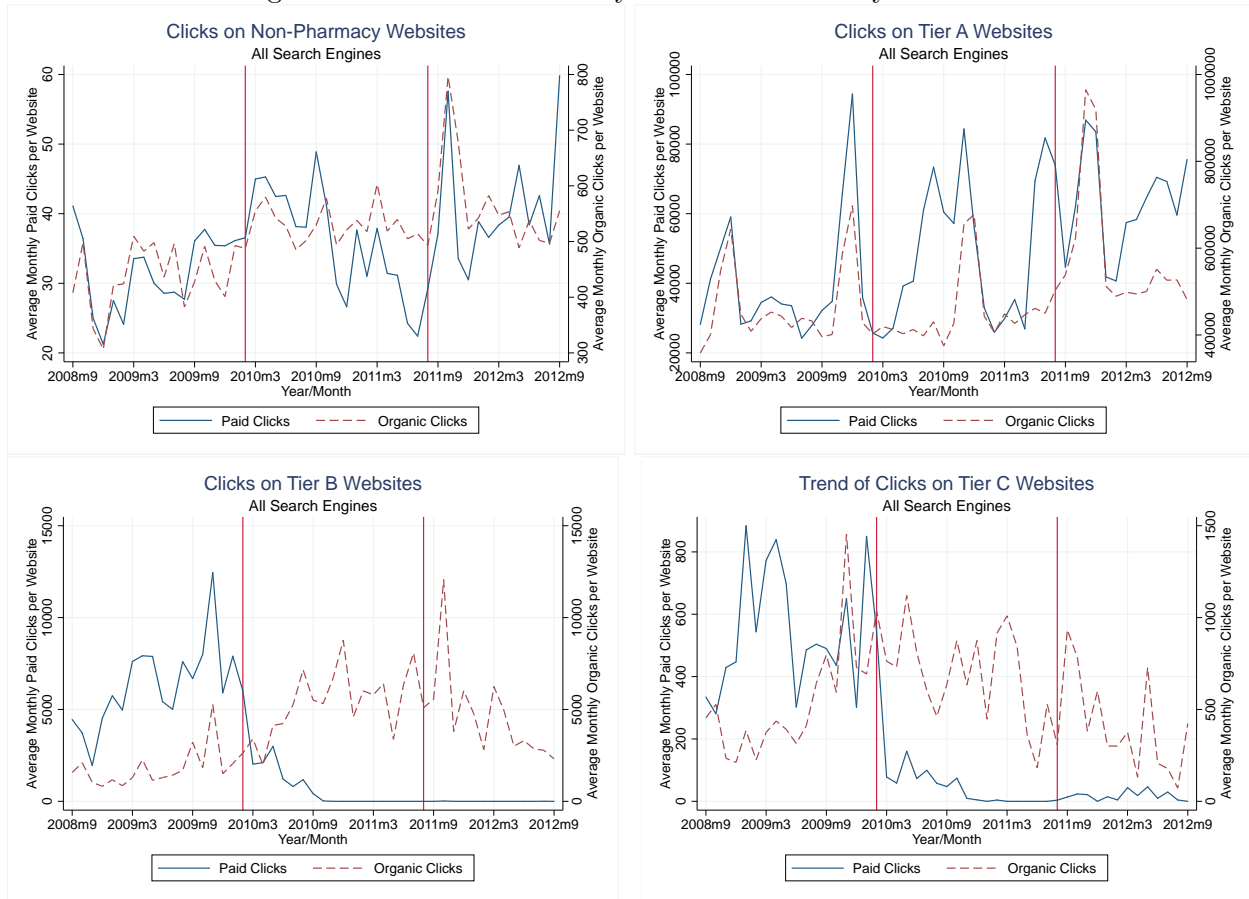 Clicks on Non-Pharmacy Websites
All Search Engines
Average Monthly Paid Clicks per Website
60
50
40
30
20
800
700
600
500
400
300
Average Monthly Organic Clicks per Website
2008m9 2009m3 2009m9 2010m3 2010m9 2011m3 2011m9 2012m3 2012m9
Year/Month
Paid Clicks Organic Clicks
Clicks on Tier A Websites
All Search Engines
Average Monthly Paid Clicks per Website
100000
80000
60000
40000
20000
1000000
800000
600000
400000
Average Monthly Organic Clicks per Website
2008m9 2009m3 2009m9 2010m3 2010m9 2011m3 2011m9 2012m3 2012m9
Year/Month
Paid Clicks Organic Clicks
Clicks on Tier B Websites
All Search Engines
Average Monthly Paid Clicks per Website
15000
10000
5000
0
15000
10000
5000
0
Average Monthly Organic Clicks per Website
2008m9 2009m3 2009m9 2010m3 2010m9 2011m3 2011m9 2012m3 2012m9
Year/Month
Paid Clicks Organic Clicks
Trend of Clicks on Tier C Websites
All Search Engines
Average Monthly Paid Clicks per Website
800
600
400
200
0
1500
1000
500
0
Average Monthly Organic Clicks per Website
2008m9 2009m3 2009m9 2010m3 2010m9 2011m3 2011m9 2012m3 2012m9
Year/Month
Paid Clicks Organic Clicks